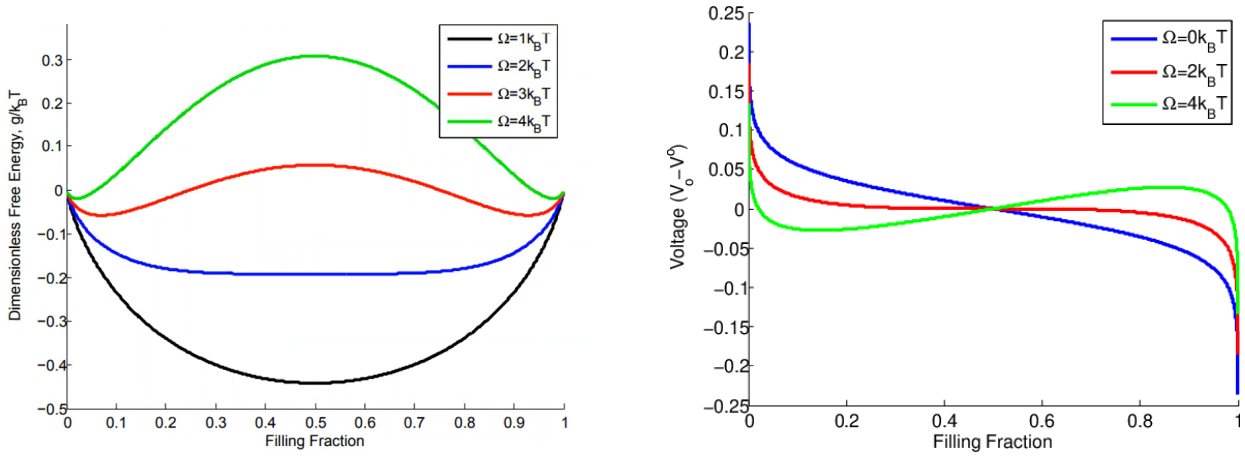 Dimensionless Free Energy, g/k_BT
0.3
0.2
0.1
0
−0.1
−0.2
−0.3
−0.4
−0.5
Ω=1k_BT
Ω=2k_BT
Ω=3k_BT
Ω=4k_BT
0 0.1 0.2 0.3 0.4 0.5 0.6 0.7 0.8 0.9 1
Filling Fraction
Voltage (V_o−V^o)
0.25
0.2
0.15
0.1
0.05
0
−0.05
−0.1
−0.15
−0.2
−0.25
Ω=0k_BT
Ω=2k_BT
Ω=4k_BT
0 0.2 0.4 0.6 0.8 1
Filling Fraction